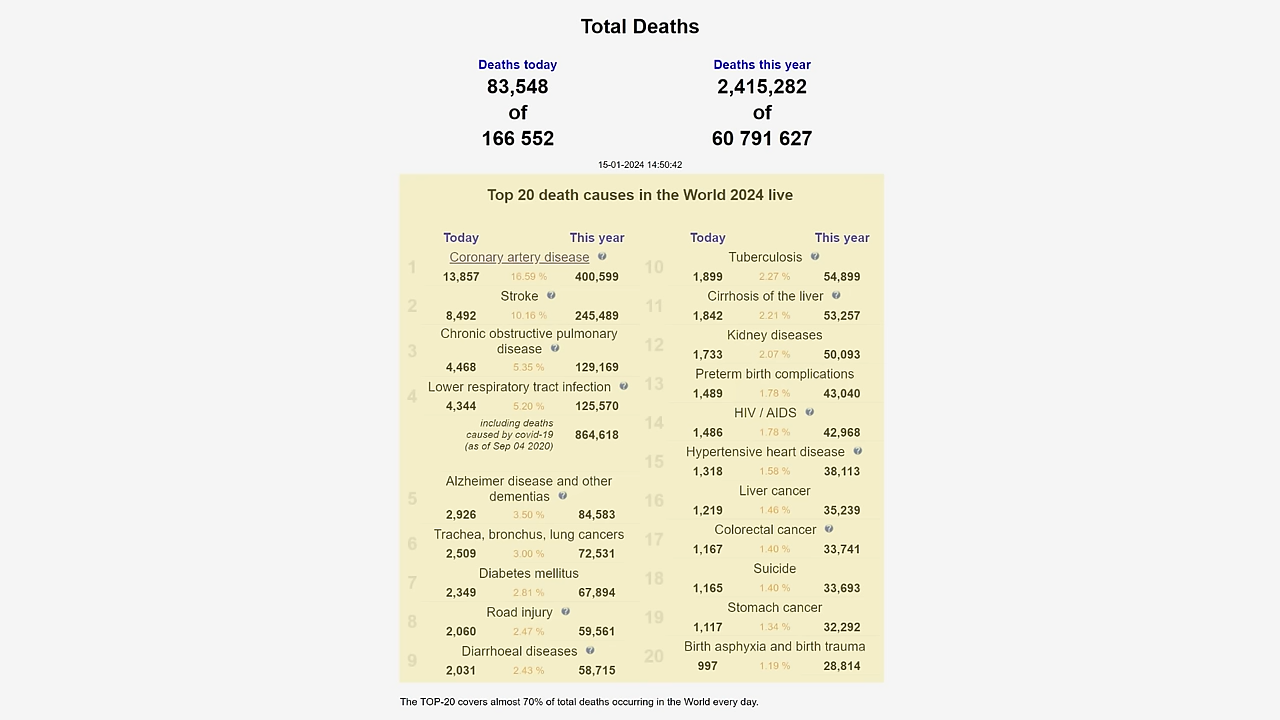 Total Deaths
Deaths today
83,548
of
166 552
Deaths this year
2,415,282
of
60 791 627
15-01-2024 14:50:42
Top 20 death causes in the World 2024 live
Today This year
1
Coronary artery disease ?
13,857 16.59 % 400,599
2
Stroke ?
8,492 10.16 % 245,489
3
Chronic obstructive pulmonary
disease ?
4,468 5.35 % 129,169
4
Lower respiratory tract infection ?
4,344 5.20 % 125,570
including deaths
caused by covid-19
(as of Sep 04 2020)
864,618
5
Alzheimer disease and other
dementias ?
2,926 3.50 % 84,583
6
Trachea, bronchus, lung cancers
2,509 3.00 % 72,531
7
Diabetes mellitus
2,349 2.81 % 67,894
8
Road injury ?
2,060 2.47 % 59,561
9
Diarrhoeal diseases ?
2,031 2.43 % 58,715
Today This year
10
Tuberculosis ?
1,899 2.27 % 54,899
11
Cirrhosis of the liver ?
1,842 2.21 % 53,257
12
Kidney diseases
1,733 2.07 % 50,093
13
Preterm birth complications
1,489 1.78 % 43,040
14
HIV / AIDS ?
1,486 1.78 % 42,968
15
Hypertensive heart disease ?
1,318 1.58 % 38,113
16
Liver cancer
1,219 1.46 % 35,239
17
Colorectal cancer ?
1,167 1.40 % 33,741
18
Suicide
1,165 1.40 % 33,693
19
Stomach cancer
1,117 1.34 % 32,292
20
Birth asphyxia and birth trauma
997 1.19 % 28,814
The TOP-20 covers almost 70% of total deaths occurring in the World every day.